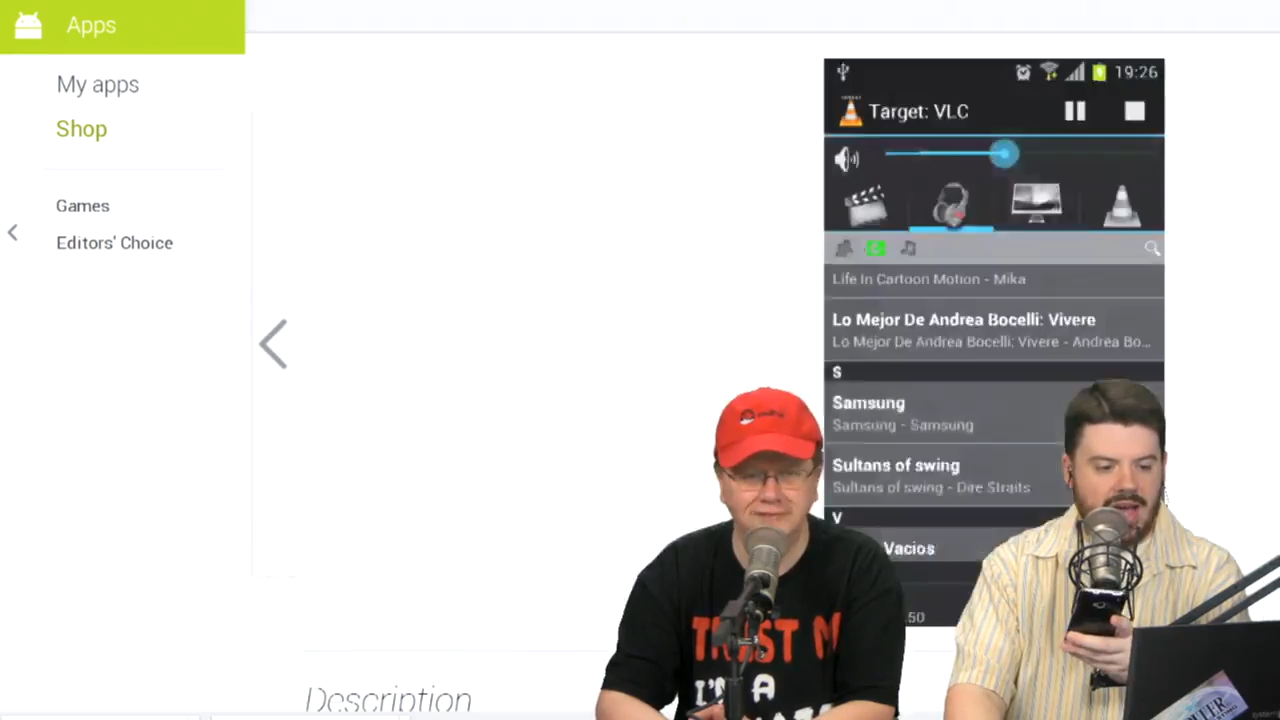 Apps
My apps
Shop
Games
Editors' Choice
19:26
Target: VLC
Life In Cartoon Motion - Mika
Lo Mejor De Andrea Bocelli: Vivere
Lo Mejor De Andrea Bocelli: Vivere - Andrea Bo...
S
Samsung
Samsung - Samsung
Sultans of swing
Sultans of swing - Dire Straits
V
Vacios
.50
Description
TRUST M
I'M A